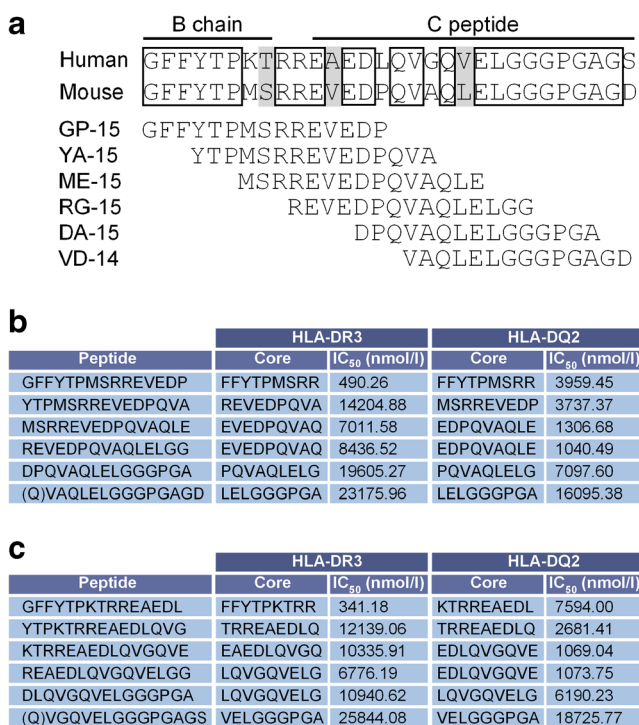 a
B chain C peptide
Human GFFYTPKTRREAEDLQVGQVELGGGPGAGS
Mouse GFFYTPMSRREVEDPQVAQLELGGGPGAGD
GP-15 GFFYTPMSRREVEDP
YA-15 YTPMSRREVEDPQVA
ME-15 MSRREVEDPQVAQLE
RG-15 REVEDPQVAQLELGG
DA-15 DPQVAQLELGGGPGA
VD-14 VAQLELGGGPGAGD
b
HLA-DR3 HLA-DQ2
Peptide Core IC50 (nmol/l) Core IC50 (nmol/l)
GFFYTPMSRREVEDP FFYTPMSRR 490.26 FFYTPMSRR 3959.45
YTPMSRREVEDPQVA REVEDPQVA 14204.88 MSRREVEDP 3737.37
MSRREVEDPQVAQLE EVEDPQVAQ 7011.58 EDPQVAQLE 1306.68
REVEDPQVAQLELGG EVEDPQVAQ 8436.52 EDPQVAQLE 1040.49
DPQVAQLELGGGPGA PQVAQLELG 19605.27 PQVAQLELG 7097.60
(Q)VAQLELGGGPGAGD LELGGGPGA 23175.96 LELGGGPGA 16095.38
c
HLA-DR3 HLA-DQ2
Peptide Core IC50 (nmol/l) Core IC50 (nmol/l)
GFFYTPKTRREAEDL FFYTPKTRR 341.18 KTRREAEDL 7594.00
YTPKTRREAEDLQVG TRREAEDLQ 12139.06 TRREAEDLQ 2681.41
KTRREAEDLQVGQVE EAEDLQVGQ 10335.91 EDLQVGQVE 1069.04
REAEDLQVGQVELGG LQVGQVELG 6776.19 EDLQVGQVE 1073.75
DLQVGQVELGGGPGA LQVGQVELG 10940.62 LQVGQVELG 6190.23
(Q)VGQVELGGGPGAGS VELGGGPGA 25844.08 VELGGGPGA 18725.77